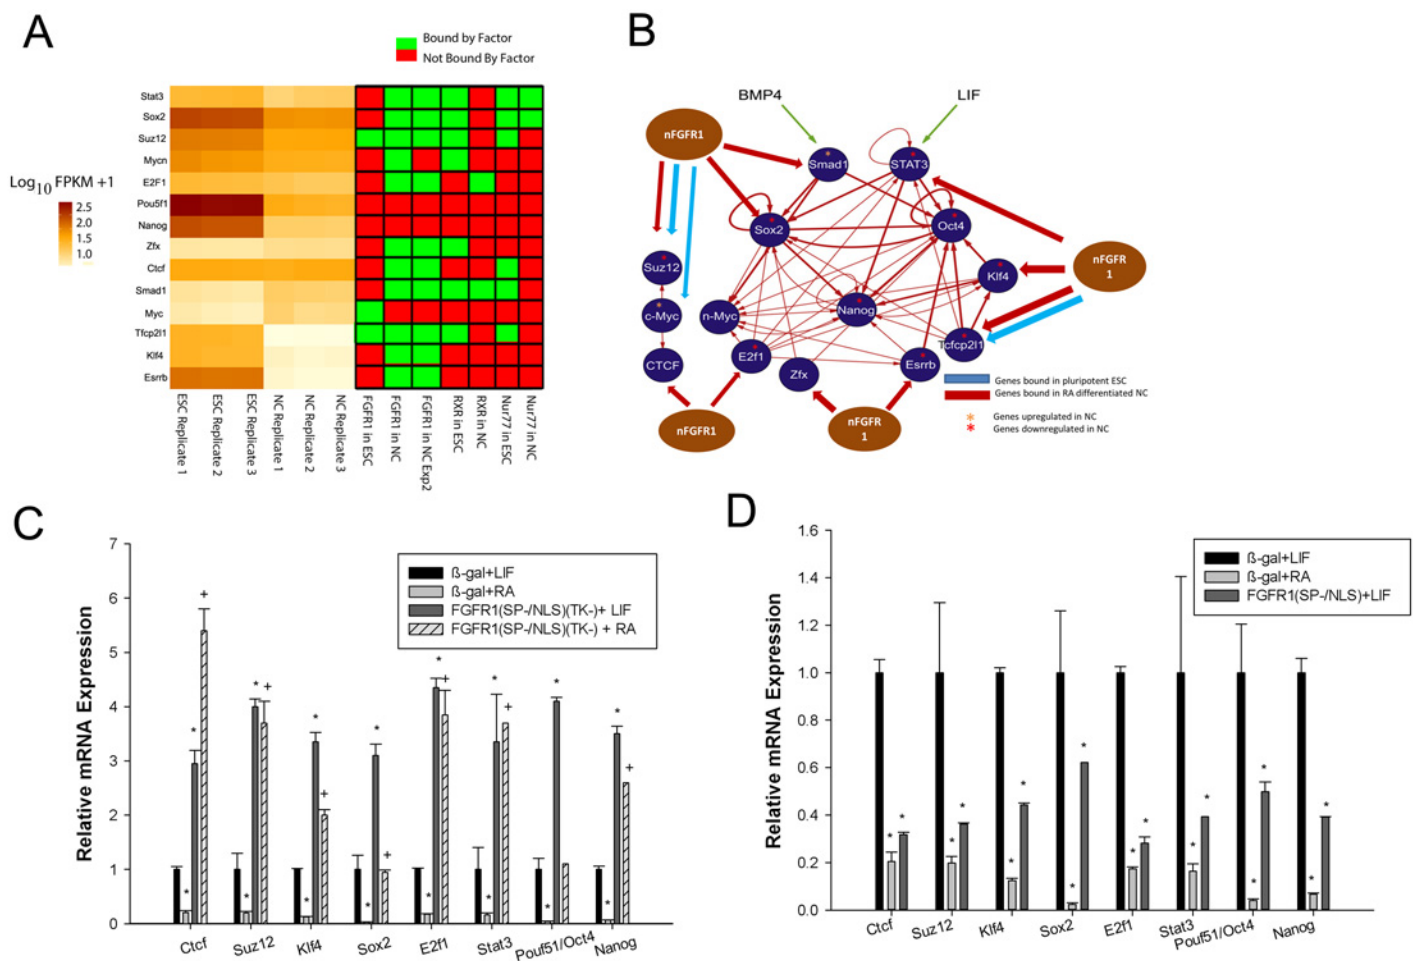 A
Bound by Factor
Not Bound By Factor
Log10 FPKM +1
2.5
2.0
1.5
1.0
Stat3
Sox2
Suz12
Mycn
E2F1
Pou5f1
Nanog
Zfx
Ctcf
Smad1
Myc
Tfcp2l1
Klf4
Esrrb
ESC Replicate 1
ESC Replicate 2
ESC Replicate 3
NC Replicate 1
NC Replicate 2
NC Replicate 3
FGFR1 in ESC
FGFR1 in NC
FGFR1 in NC Exp2
RXR in ESC
RXR in NC
Nur77 in ESC
Nur77 in NC
B
BMP4
LIF
nFGFR1
Smad1
STAT3
Sox2
Oct4
Suz12
Klf4
nFGFR
1
c-Myc
n-Myc
Nanog
Tcfcp2l1
CTCF
E2f1
Zfx
Esrrb
nFGFR1
nFGFR
1
Genes bound in pluripotent ESC
Genes bound in RA differentiated NC
* Genes upregulated in NC
* Genes downregulated in NC
C
Relative mRNA Expression
7
6
5
4
3
2
1
0
ß-gal+LIF
ß-gal+RA
FGFR1(SP-/NLS)(TK-)+ LIF
FGFR1(SP-/NLS)(TK-) + RA
* * +
* * +
* * +
* * +
* * +
* * +
* *
* * +
Ctcf
Suz12
Klf4
Sox2
E2f1
Stat3
Pouf51/Oct4
Nanog
D
Relative mRNA Expression
1.6
1.4
1.2
1.0
0.8
0.6
0.4
0.2
0.0
ß-gal+LIF
ß-gal+RA
FGFR1(SP-/NLS)+LIF
* *
* *
* *
* *
* *
* *
* *
* *
Ctcf
Suz12
Klf4
Sox2
E2f1
Stat3
Pouf51/Oct4
Nanog